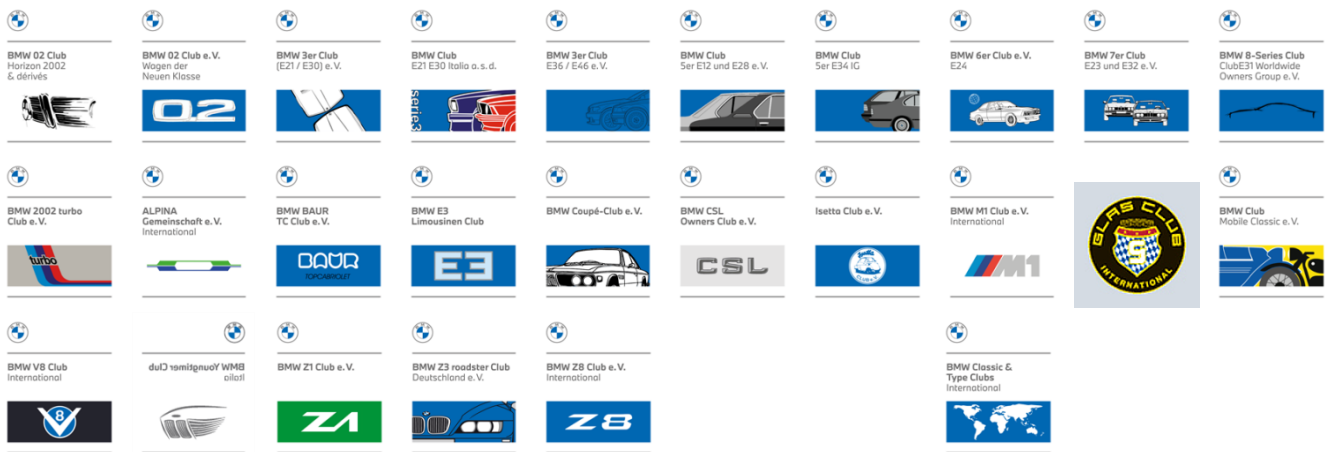 BMW 02 Club
Horizon 2002
& dérivés
BMW 02 Club e. V.
Wagen der
Neuen Klasse
02
BMW 3er Club
(E21 / E30) e. V.
BMW Club
E21 E30 Italia a. s. d.
serie3
BMW 3er Club
E36 / E46 e. V.
BMW Club
5er E12 und E28 e. V.
BMW Club
5er E34 IG
BMW 6er Club e. V.
E24
BMW 7er Club
E23 und E32 e. V.
BMW 8-Series Club
ClubE31 Worldwide
Owners Group e. V.
BMW 2002 turbo
Club e. V.
turbo
ALPINA
Gemeinschaft e. V.
International
BMW BAUR
TC Club e. V.
BAUR
TOPCABRIOLET
BMW E3
Limousinen Club
E3
BMW Coupé-Club e. V.
BMW CSL
Owners Club e. V.
CSL
Isetta Club e. V.
CLUB e.V.
BMW M1 Club e. V.
International
M1
GLAS CLUB
INTERNATIONAL
BMW Club
Mobile Classic e. V.
BMW V8 Club
International
V8
BMW Youngtimer Club
Italia
BMW Z1 Club e. V.
Z1
BMW Z3 roadster Club
Deutschland e. V.
BMW Z8 Club e. V.
International
Z8
BMW Classic &
Type Clubs
International